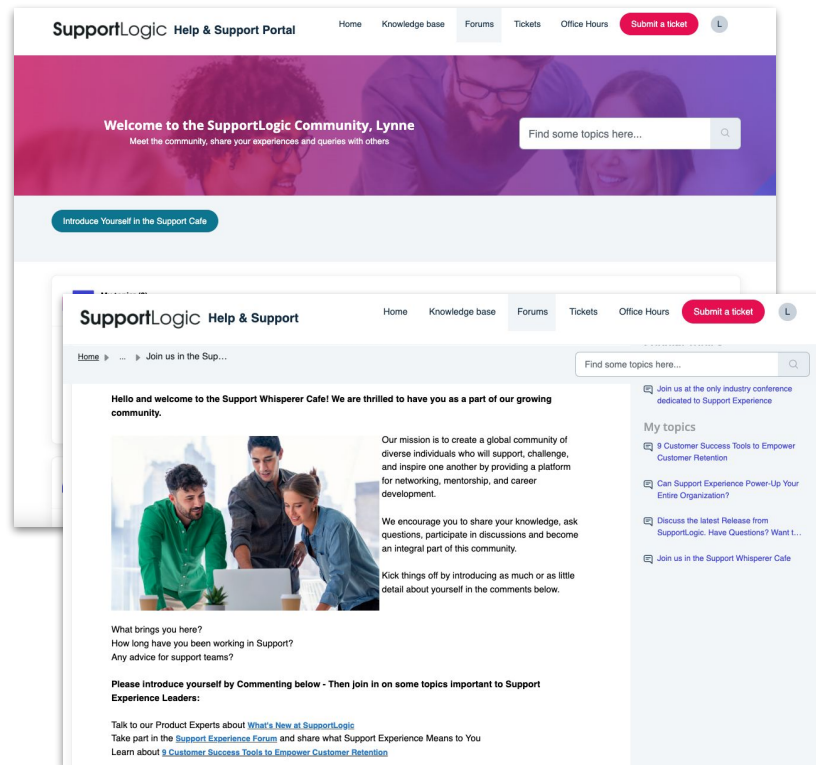 SupportLogic Help & Support Portal
Home Knowledge base Forums Tickets Office Hours Submit a ticket L
Welcome to the SupportLogic Community, Lynne
Meet the community, share your experiences and queries with others
Find some topics here...
Introduce Yourself in the Support Cafe
SupportLogic Help & Support
Home Knowledge base Forums Tickets Office Hours Submit a ticket L
Home ... Join us in the Sup...
Find some topics here...
Hello and welcome to the Support Whisperer Cafe! We are thrilled to have you as a part of our growing
community.
Our mission is to create a global community of
diverse individuals who will support, challenge,
and inspire one another by providing a platform
for networking, mentorship, and career
development.
We encourage you to share your knowledge, ask
questions, participate in discussions and become
an integral part of this community.
Kick things off by introducing as much or as little
detail about yourself in the comments below.
What brings you here?
How long have you been working in Support?
Any advice for support teams?
Please introduce yourself by Commenting below - Then join in on some topics important to Support
Experience Leaders:
Talk to our Product Experts about What's New at SupportLogic
Take part in the Support Experience Forum and share what Support Experience Means to You
Learn about 9 Customer Success Tools to Empower Customer Retention
Join us at the only industry conference
dedicated to Support Experience
My topics
9 Customer Success Tools to Empower
Customer Retention
Can Support Experience Power-Up Your
Entire Organization?
Discuss the latest Release from
SupportLogic. Have Questions? Want t...
Join us in the Support Whisperer Cafe